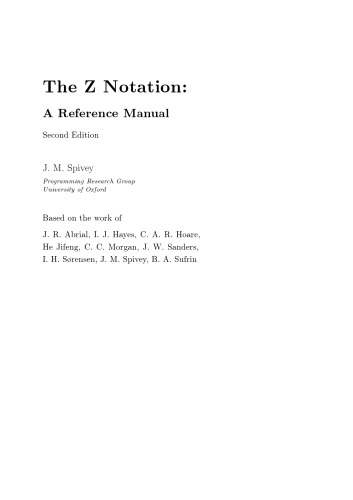 The Z Notation:
A Reference Manual
Second Edition
J. M. Spivey
Programming Research Group
University of Oxford
Based on the work of
J. R. Abrial, I. J. Hayes, C. A. R. Hoare,
He Jifeng, C. C. Morgan, J. W. Sanders,
I. H. Sørensen, J. M. Spivey, B. A. Sufrin